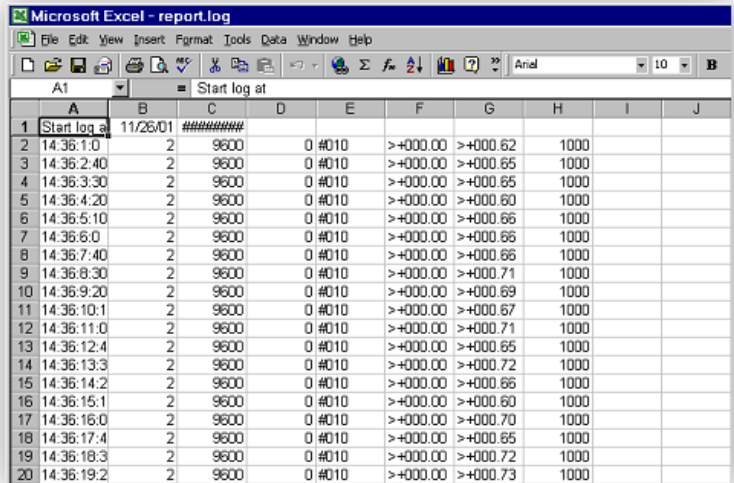 Microsoft Excel - report.log
File Edit View Insert Format Tools Data Window Help
Arial 10 B
A1 = Start log at
A B C D E F G H I J
1 Start log a 11/26/01 ########
2 14:36:1:0 2 9600 0 #010 >+000.00 >+000.62 1000
3 14:36:2:40 2 9600 0 #010 >+000.00 >+000.65 1000
4 14:36:3:30 2 9600 0 #010 >+000.00 >+000.65 1000
5 14:36:4:20 2 9600 0 #010 >+000.00 >+000.60 1000
6 14:36:5:10 2 9600 0 #010 >+000.00 >+000.66 1000
7 14:36:6:0 2 9600 0 #010 >+000.00 >+000.66 1000
8 14:36:7:40 2 9600 0 #010 >+000.00 >+000.66 1000
9 14:36:8:30 2 9600 0 #010 >+000.00 >+000.71 1000
10 14:36:9:20 2 9600 0 #010 >+000.00 >+000.69 1000
11 14:36:10:1 2 9600 0 #010 >+000.00 >+000.67 1000
12 14:36:11:0 2 9600 0 #010 >+000.00 >+000.71 1000
13 14:36:12:4 2 9600 0 #010 >+000.00 >+000.65 1000
14 14:36:13:3 2 9600 0 #010 >+000.00 >+000.72 1000
15 14:36:14:2 2 9600 0 #010 >+000.00 >+000.66 1000
16 14:36:15:1 2 9600 0 #010 >+000.00 >+000.60 1000
17 14:36:16:0 2 9600 0 #010 >+000.00 >+000.70 1000
18 14:36:17:4 2 9600 0 #010 >+000.00 >+000.65 1000
19 14:36:18:3 2 9600 0 #010 >+000.00 >+000.72 1000
20 14:36:19:2 2 9600 0 #010 >+000.00 >+000.73 1000